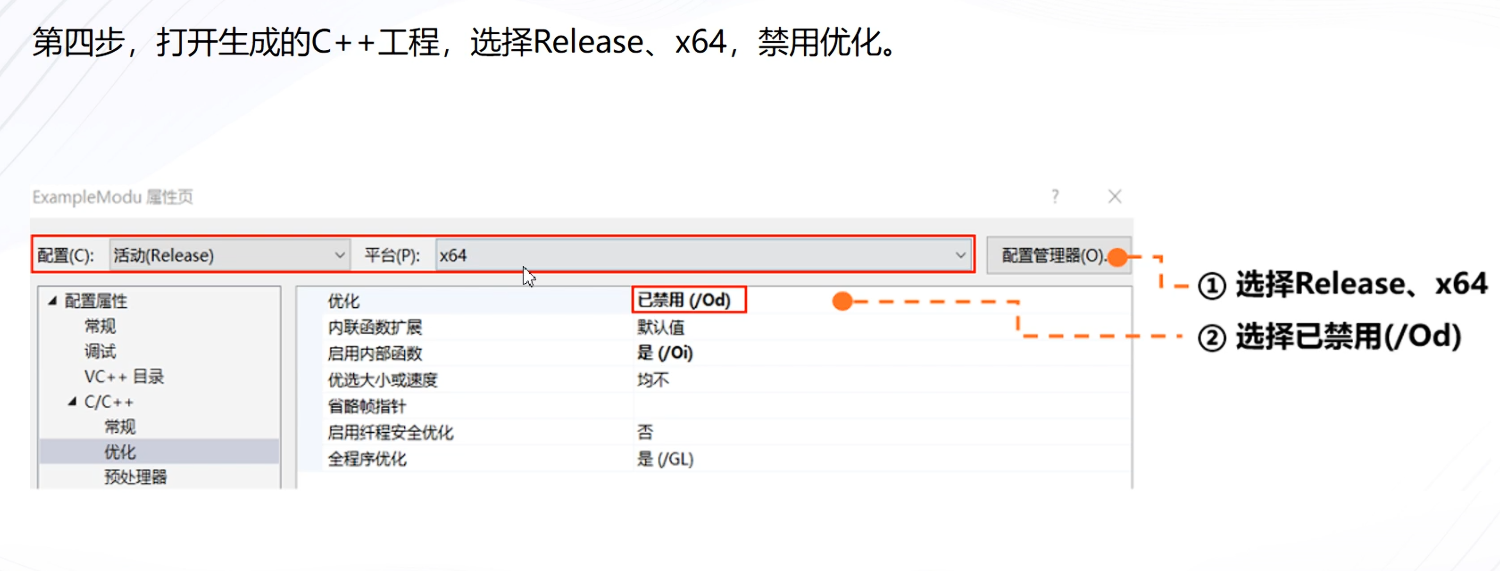 第四步，打开生成的C++工程，选择Release、x64，禁用优化。
ExampleModu 属性页 ? ×
配置(C): 活动(Release) 平台(P): x64 配置管理器(O)..
① 选择Release、x64
② 选择已禁用(/Od)
配置属性
常规
调试
VC++ 目录
C/C++
常规
优化
预处理器
优化 已禁用 (/Od)
内联函数扩展 默认值
启用内部函数 是 (/Oi)
优选大小或速度 均不
省略帧指针
启用纤程安全优化 否
全程序优化 是 (/GL)